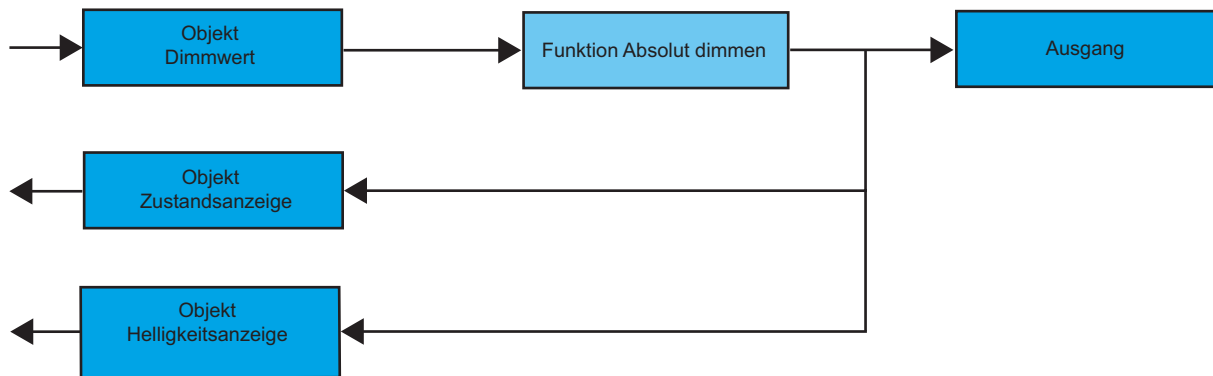 Objekt
Dimmwert
Funktion Absolut dimmen
Ausgang
Objekt
Zustandsanzeige
Objekt
Helligkeitsanzeige